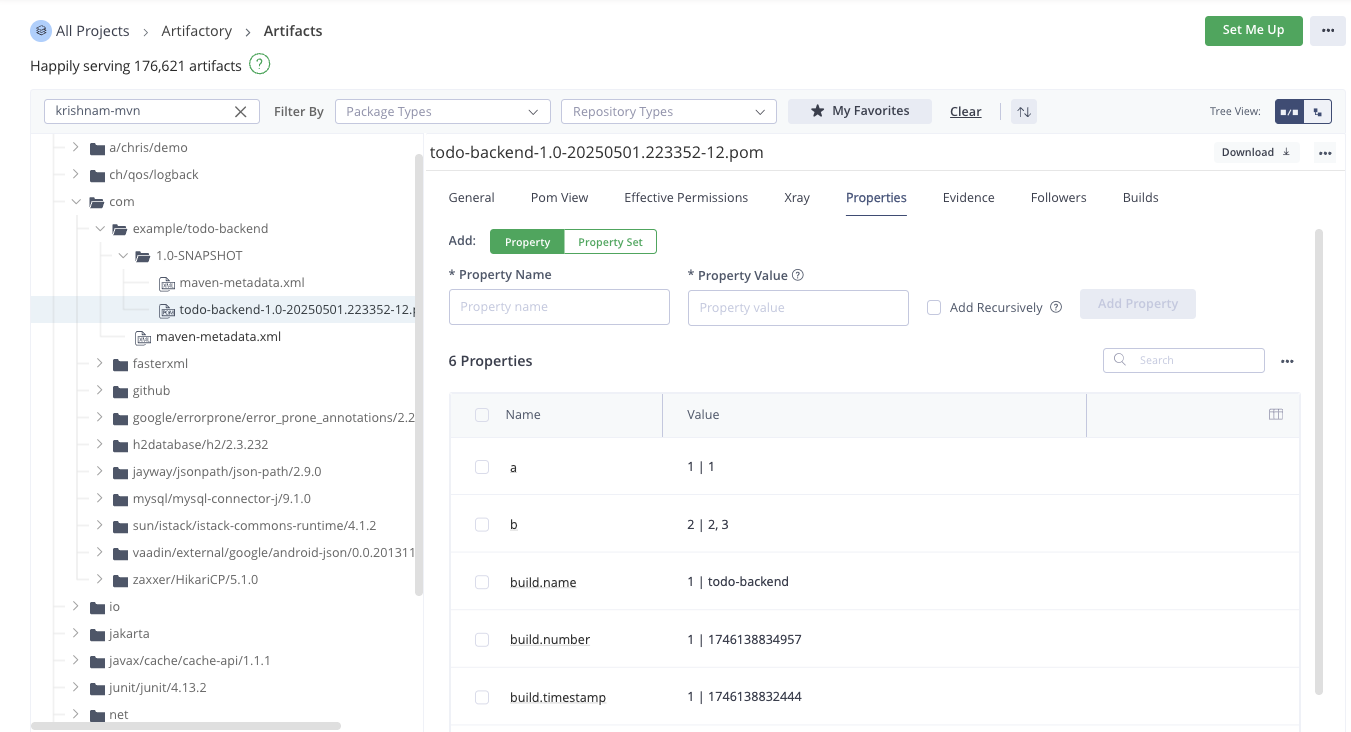 All Projects > Artifactory > Artifacts
Set Me Up
Happily serving 176,621 artifacts ?
krishnam-mvn
Filter By
Package Types
Repository Types
My Favorites
Clear
Tree View:
a/chris/demo
ch/qos/logback
com
example/todo-backend
1.0-SNAPSHOT
maven-metadata.xml
todo-backend-1.0-20250501.223352-12.p
maven-metadata.xml
fasterxml
github
google/errorprone/error_prone_annotations/2.2
h2database/h2/2.3.232
jayway/jsonpath/json-path/2.9.0
mysql/mysql-connector-j/9.1.0
sun/istack/istack-commons-runtime/4.1.2
vaadin/external/google/android-json/0.0.201311
zaxxer/HikariCP/5.1.0
io
jakarta
javax/cache/cache-api/1.1.1
junit/junit/4.13.2
net
todo-backend-1.0-20250501.223352-12.pom
Download
General Pom View Effective Permissions Xray Properties Evidence Followers Builds
Add: Property Property Set
* Property Name
Property name
* Property Value ?
Property value
Add Recursively ?
Add Property
6 Properties
Search
Name Value
a 1 | 1
b 2 | 2, 3
build.name 1 | todo-backend
build.number 1 | 1746138834957
build.timestamp 1 | 1746138832444